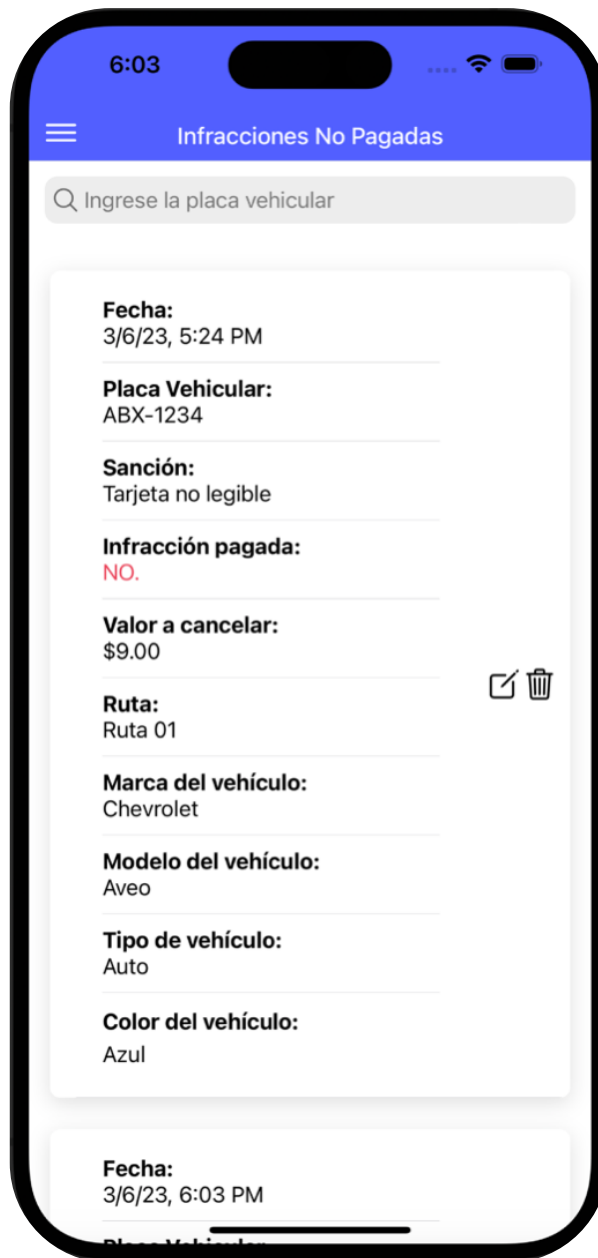 6:03
Infracciones No Pagadas
Ingrese la placa vehicular
Fecha:
3/6/23, 5:24 PM
Placa Vehicular:
ABX-1234
Sanción:
Tarjeta no legible
Infracción pagada:
NO.
Valor a cancelar:
$9.00
Ruta:
Ruta 01
Marca del vehículo:
Chevrolet
Modelo del vehículo:
Aveo
Tipo de vehículo:
Auto
Color del vehículo:
Azul
Fecha:
3/6/23, 6:03 PM
Placa Vehicular